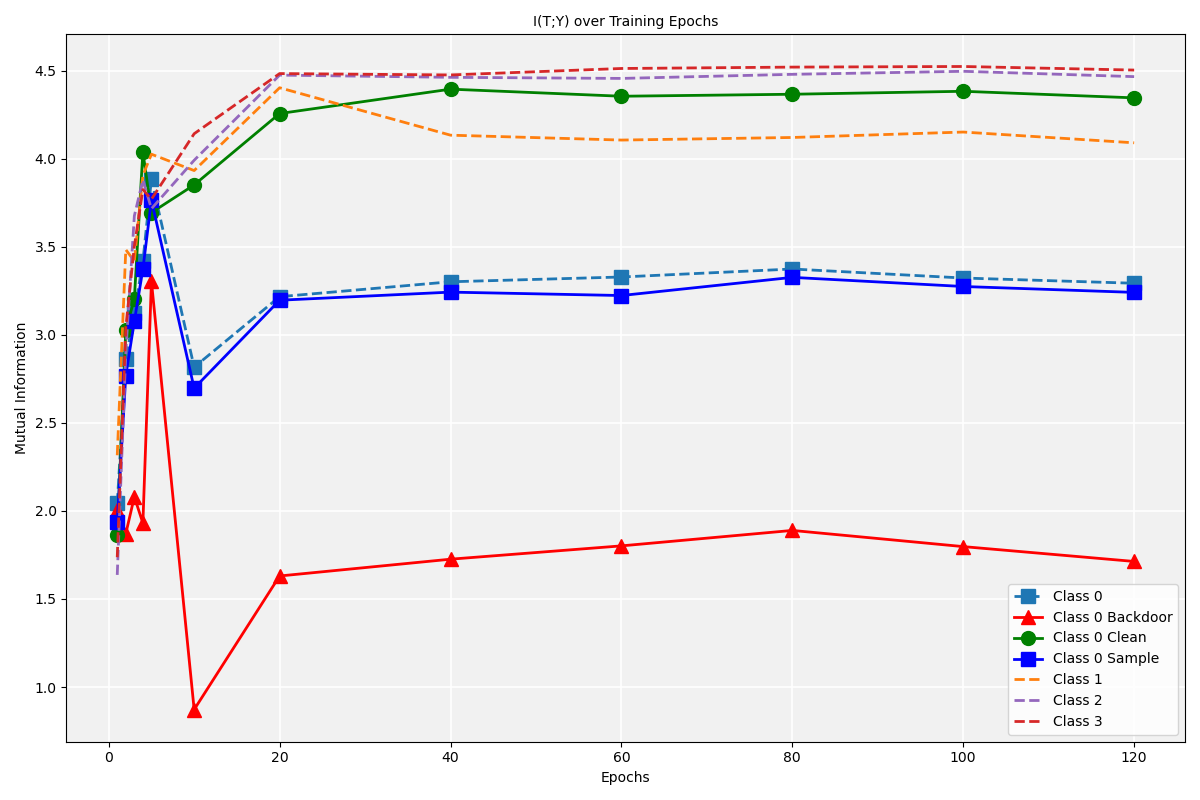 I(T;Y) over Training Epochs
Mutual Information
4.5
4.0
3.5
3.0
2.5
2.0
1.5
1.0
0
20
40
60
80
100
120
Epochs
Class 0
Class 0 Backdoor
Class 0 Clean
Class 0 Sample
Class 1
Class 2
Class 3